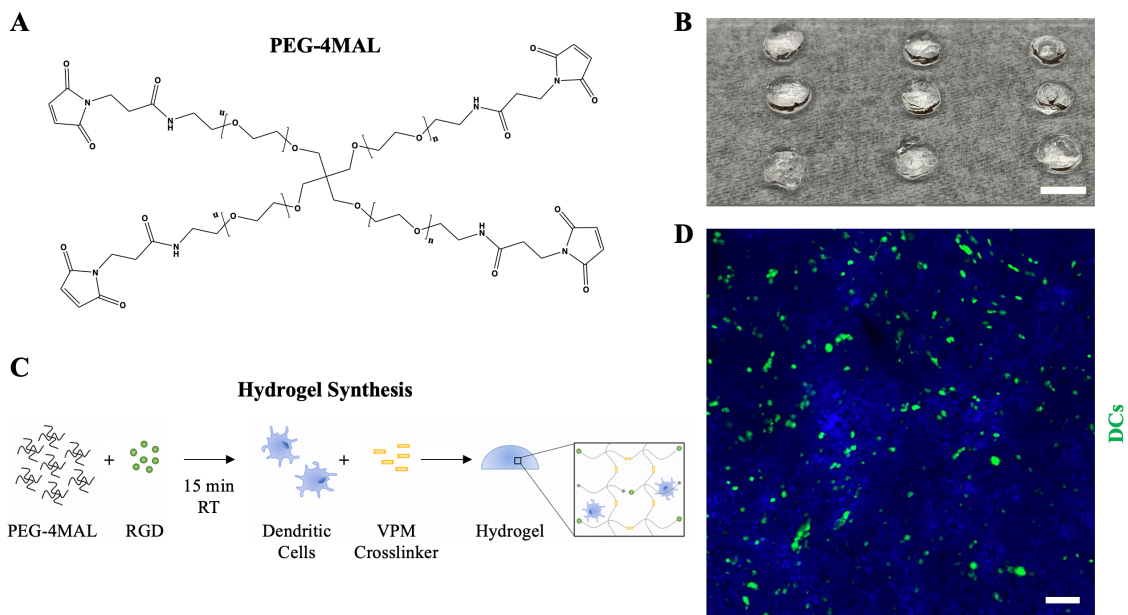 A
PEG-4MAL
O
N
O
O
N
H
n
O
O
O
O
n
H
N
O
N
O
O
O
N
O
O
N
H
n
O
O
O
O
n
H
N
O
N
O
O
B
C
Hydrogel Synthesis
+
15 min
RT
+
PEG-4MAL
RGD
Dendritic
Cells
VPM
Crosslinker
Hydrogel
D
DCs